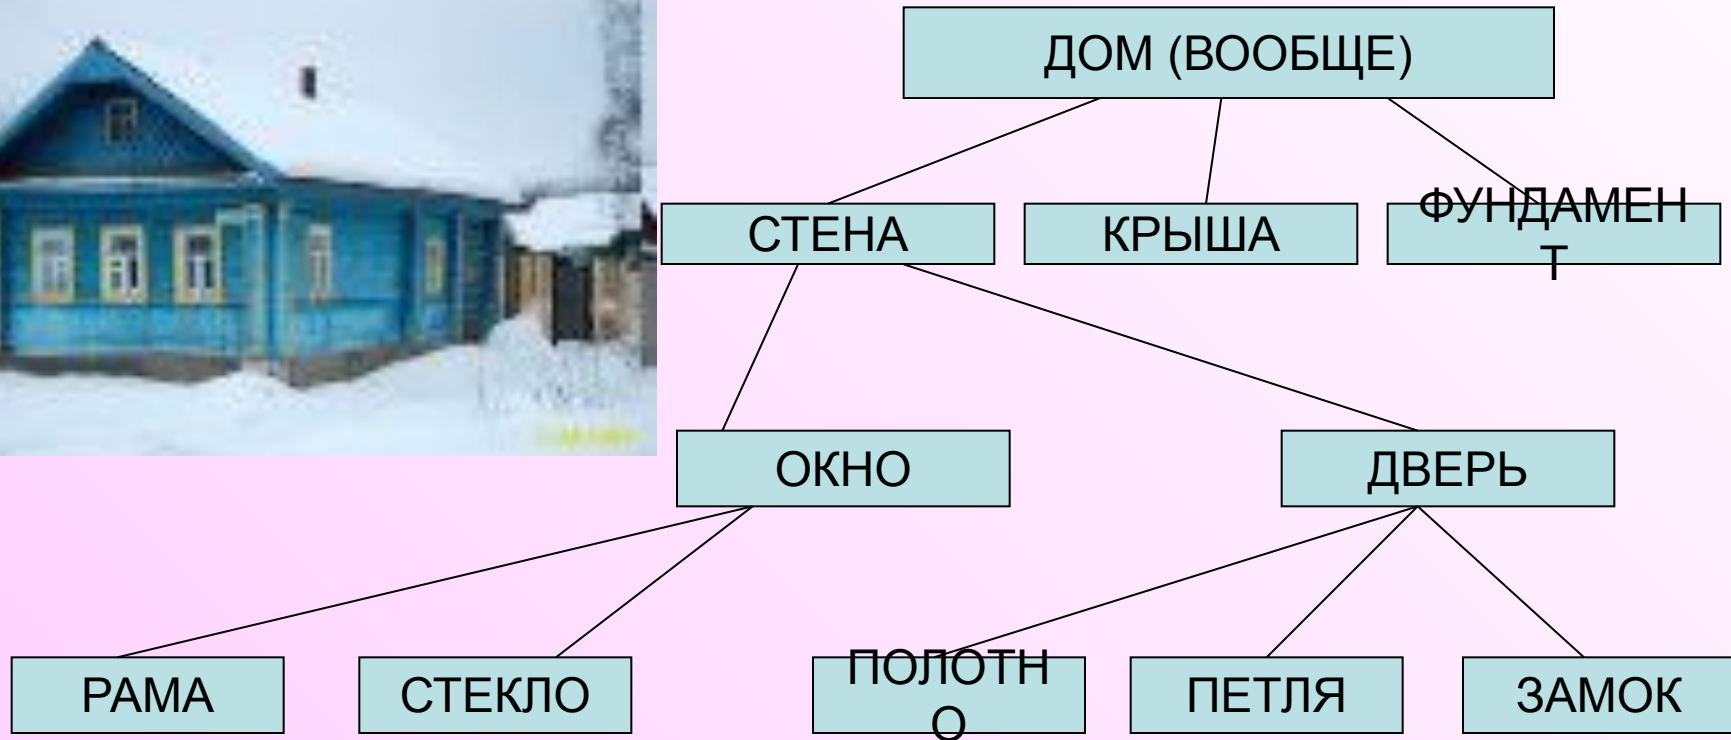 ДОМ (ВООБЩЕ)
СТЕНА
КРЫША
ФУНДАМЕН
Т
ОКНО
ДВЕРЬ
РАМА
СТЕКЛО
ПОЛОТН
О
ПЕТЛЯ
ЗАМОК